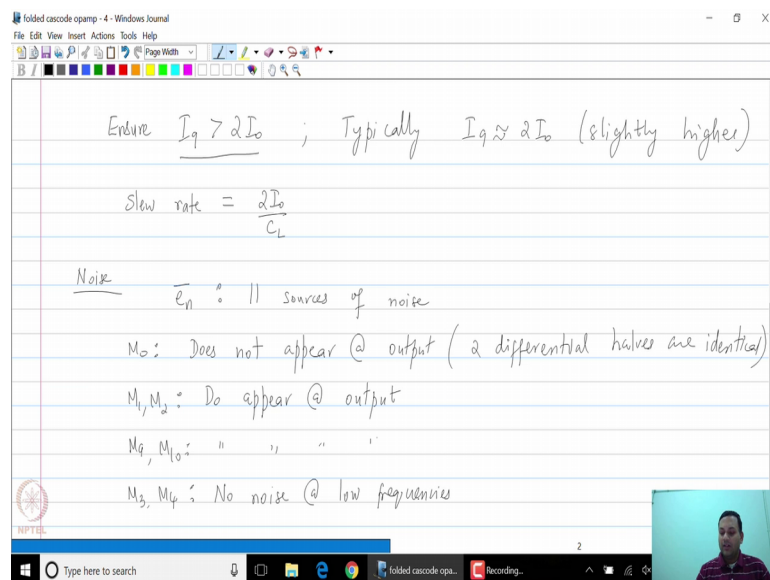 folded cascode opamp - 4 - Windows Journal
File Edit View Insert Actions Tools Help
Page Width
B I
Ensure I9 > 2I0 ; Typically I9 ≈ 2I0 (slightly higher)
Slew rate = 2I0 / CL
Noise
en : 11 sources of noise
M0: Does not appear @ output ( 2 differential halves are identical)
M1, M2 : Do appear @ output
M9, M10 : " " " "
M3, M4 : No noise @ low frequencies
NPTEL
2
Type here to search
folded cascode opa...
Recording...